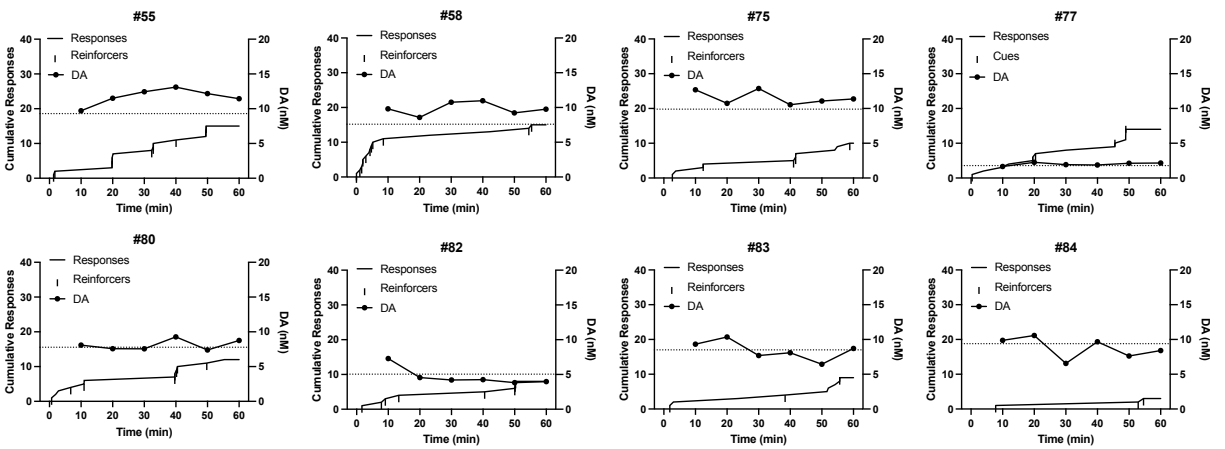 #55
Responses
Reinforcers
DA
Cumulative Responses
40
30
20
10
0
20
15
10
5
0
DA (nM)
0 10 20 30 40 50 60
Time (min)
#58
Responses
Reinforcers
DA
Cumulative Responses
40
30
20
10
0
20
15
10
5
0
DA (nM)
0 10 20 30 40 50 60
Time (min)
#75
Responses
Reinforcers
DA
Cumulative Responses
40
30
20
10
0
20
15
10
5
0
DA (nM)
0 10 20 30 40 50 60
Time (min)
#77
Responses
Cues
DA
Cumulative Responses
40
30
20
10
0
20
15
10
5
0
DA (nM)
0 10 20 30 40 50 60
Time (min)
#80
Responses
Reinforcers
DA
Cumulative Responses
40
30
20
10
0
20
15
10
5
0
DA (nM)
0 10 20 30 40 50 60
Time (min)
#82
Responses
Reinforcers
DA
Cumulative Responses
40
30
20
10
0
20
15
10
5
0
DA (nM)
0 10 20 30 40 50 60
Time (min)
#83
Responses
Reinforcers
DA
Cumulative Responses
40
30
20
10
0
20
15
10
5
0
DA (nM)
0 10 20 30 40 50 60
Time (min)
#84
Responses
Reinforcers
DA
Cumulative Responses
40
30
20
10
0
20
15
10
5
0
DA (nM)
0 10 20 30 40 50 60
Time (min)